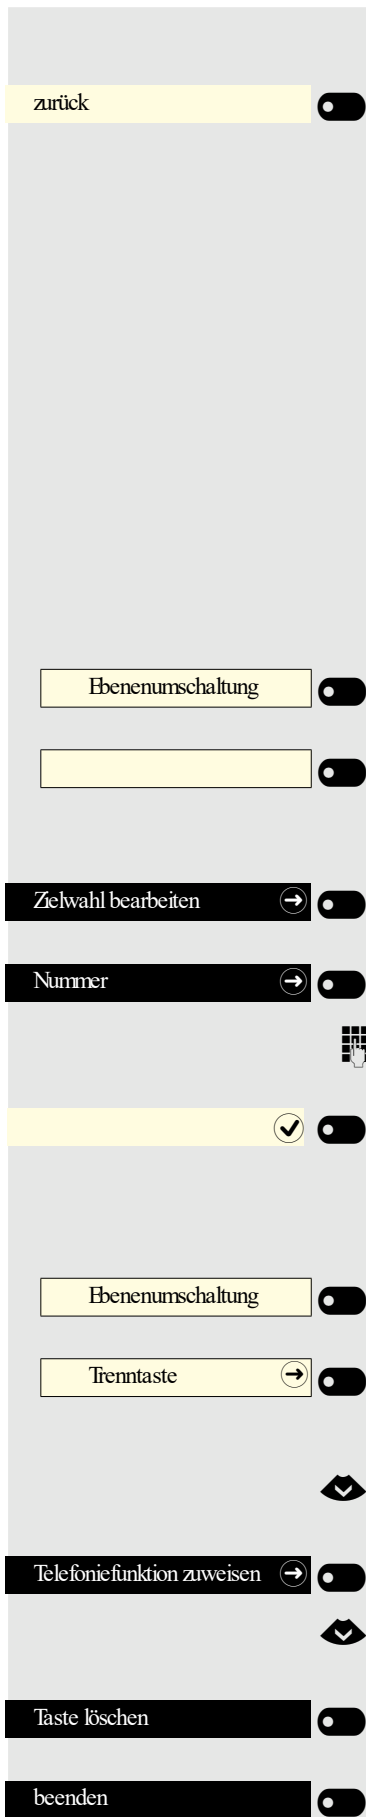 zurück
Ebenenumschaltung
Zielwahl bearbeiten
Nummer
Ebenenumschaltung
Trenntaste
Telefoniefunktion zuweisen
Taste löschen
beenden